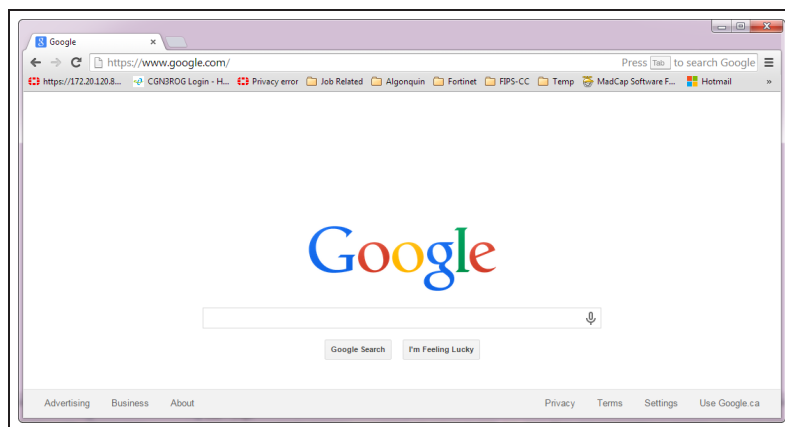 Google
https://www.google.com/ Press Tab to search Google
https://172.20.120.8... CGN3ROG Login - H... Privacy error Job Related Algonquin Fortinet FIPS-CC Temp MadCap Software F... Hotmail »
Google
Google Search I'm Feeling Lucky
Advertising Business About Privacy Terms Settings Use Google.ca